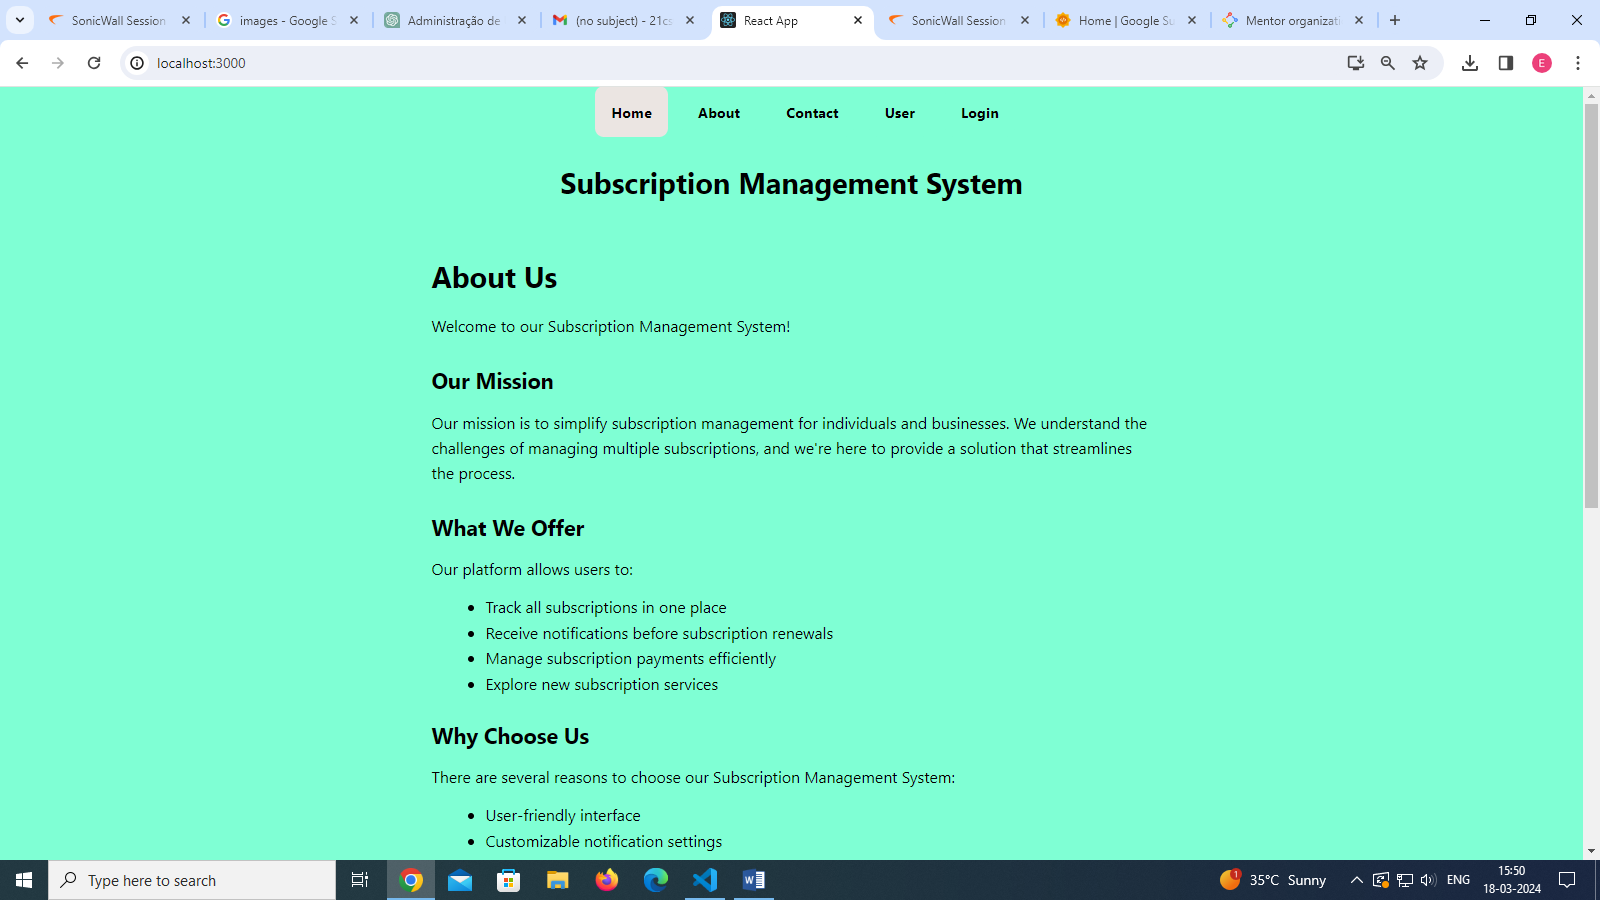 SonicWall Session
images - Google S
Administração de
(no subject) - 21cs
React App
SonicWall Session
Home | Google Su
Mentor organizati
localhost:3000
E
Home
About
Contact
User
Login
Subscription Management System
About Us
Welcome to our Subscription Management System!
Our Mission
Our mission is to simplify subscription management for individuals and businesses. We understand the
challenges of managing multiple subscriptions, and we're here to provide a solution that streamlines
the process.
What We Offer
Our platform allows users to:
Track all subscriptions in one place
Receive notifications before subscription renewals
Manage subscription payments efficiently
Explore new subscription services
Why Choose Us
There are several reasons to choose our Subscription Management System:
User-friendly interface
Customizable notification settings
Type here to search
1
35°C Sunny
ENG
15:50
18-03-2024